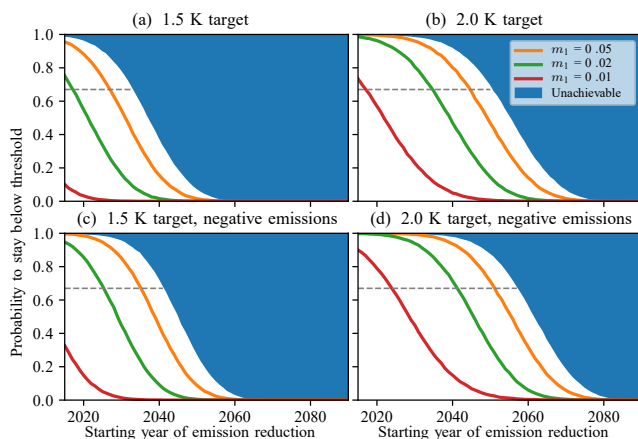 (a) 1.5 K target
(b) 2.0 K target
1.0
0.8
0.6
0.4
0.2
0.0
m₁ = 0 .05
m₁ = 0 .02
m₁ = 0 .01
Unachievable
Probability to stay below threshold
(c) 1.5 K target, negative emissions
(d) 2.0 K target, negative emissions
1.0
0.8
0.6
0.4
0.2
0.0
2020 2040 2060 2080
2020 2040 2060 2080
Starting year of emission reduction
Starting year of emission reduction